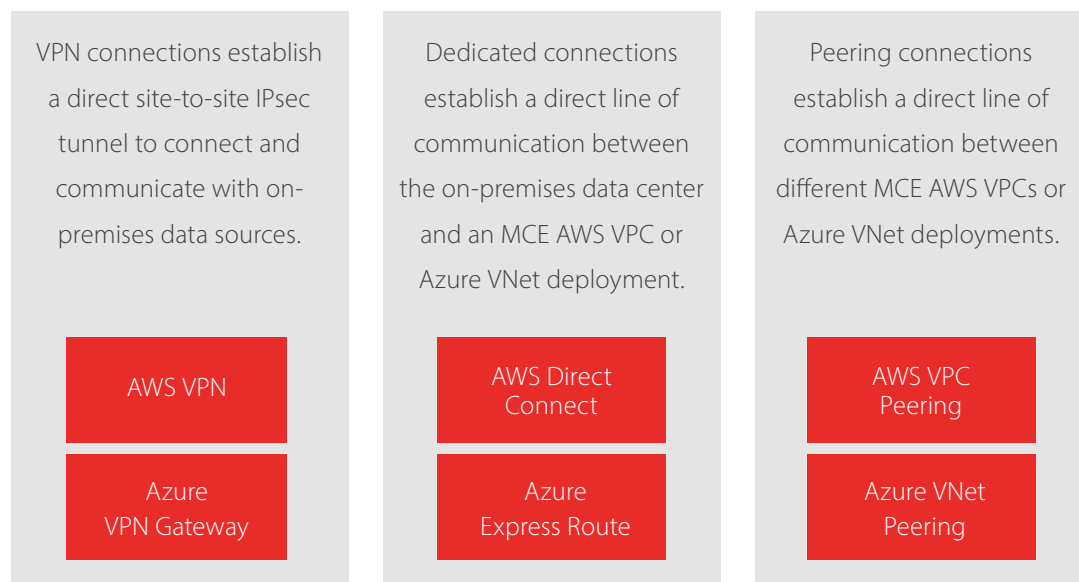 VPN connections establish
a direct site-to-site IPsec
tunnel to connect and
communicate with on-
premises data sources.
AWS VPN
Azure
VPN Gateway
Dedicated connections
establish a direct line of
communication between
the on-premises data center
and an MCE AWS VPC or
Azure VNet deployment.
AWS Direct
Connect
Azure
Express Route
Peering connections
establish a direct line of
communication between
different MCE AWS VPCs or
Azure VNet deployments.
AWS VPC
Peering
Azure VNet
Peering